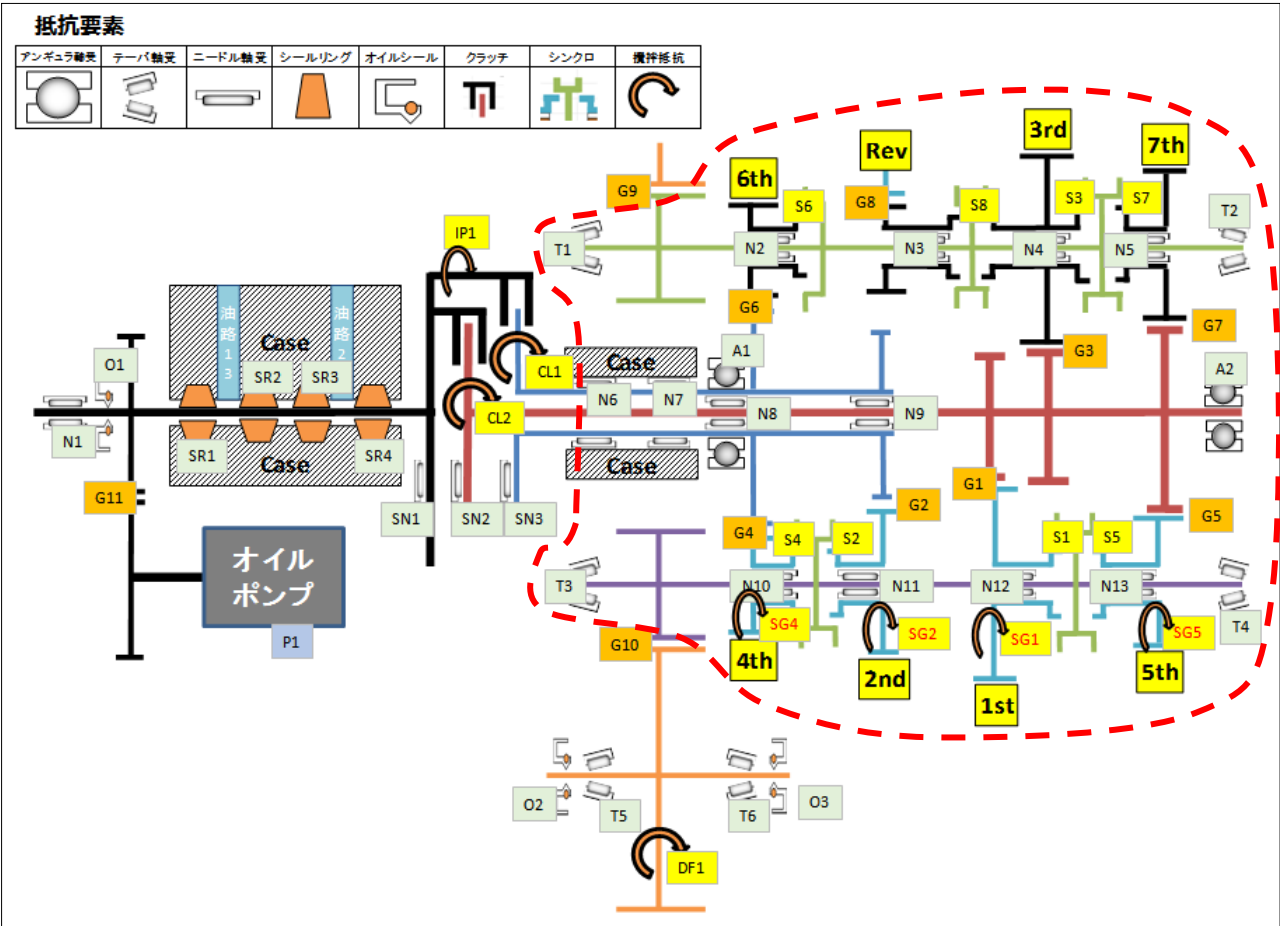 抵抗要素
アンギュラ軸受 テーパ軸受 ニードル軸受 シールリング オイルシール クラッチ シンクロ 攪拌抵抗
3rd
Rev
7th
6th
G9
S6
G8
S8
S3
S7
T2
IP1
T1
N2
N3
N4
N5
G6
G7
油路13
Case
油路2
G3
A1
O1
Case
A2
SR2
SR3
CL1
N6
N7
CL2
N8
N9
N1
SR1
Case
SR4
Case
G11
G1
SN1
SN2
SN3
G2
G4
S4
S2
S1
S5
G5
オイル
ポンプ
T3
N10
N11
N12
N13
T4
P1
SG4
SG2
SG1
SG5
G10
4th
2nd
5th
1st
O2
T5
T6
O3
DF1